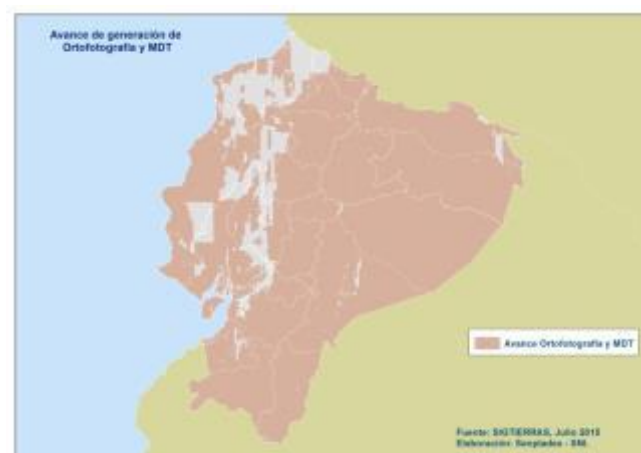 Avance de generación de
Ortofotografía y MDT
Avance Ortofotografía y MDT
Fuente: SIGTIERRAS, Julio 2015
Elaboración: Senplades - SNI.